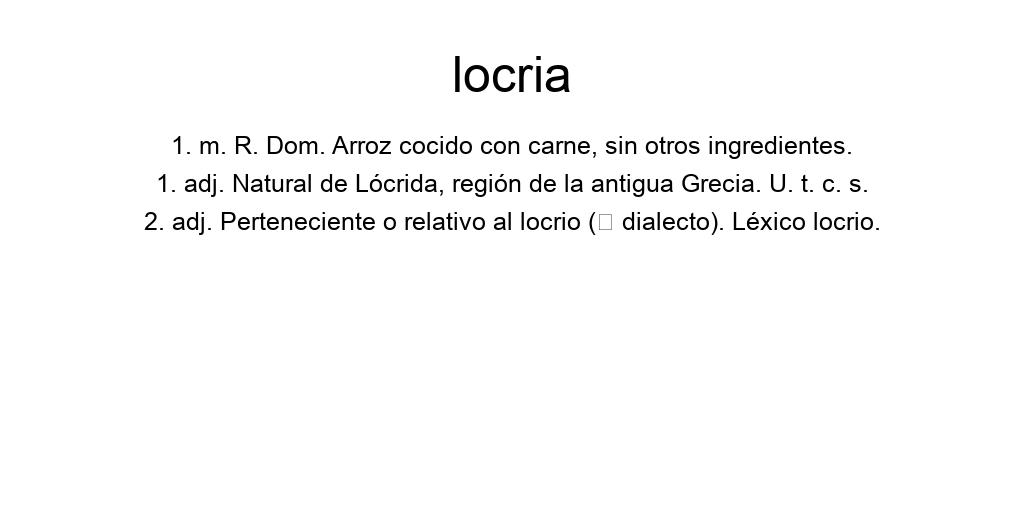 locria
1. m. R. Dom. Arroz cocido con carne, sin otros ingredientes.
1. adj. Natural de Lócrida, región de la antigua Grecia. U. t. c. s.
2. adj. Perteneciente o relativo al locrio (□ dialecto). Léxico locrio.